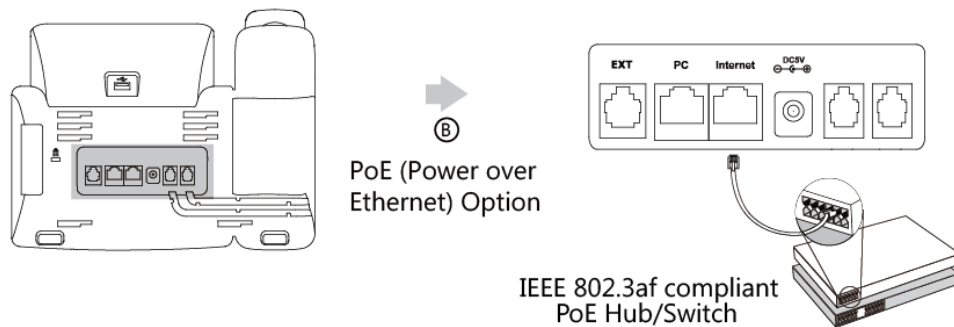 EXT PC Internet DC5V
B
PoE (Power over
Ethernet) Option
IEEE 802.3af compliant
PoE Hub/Switch